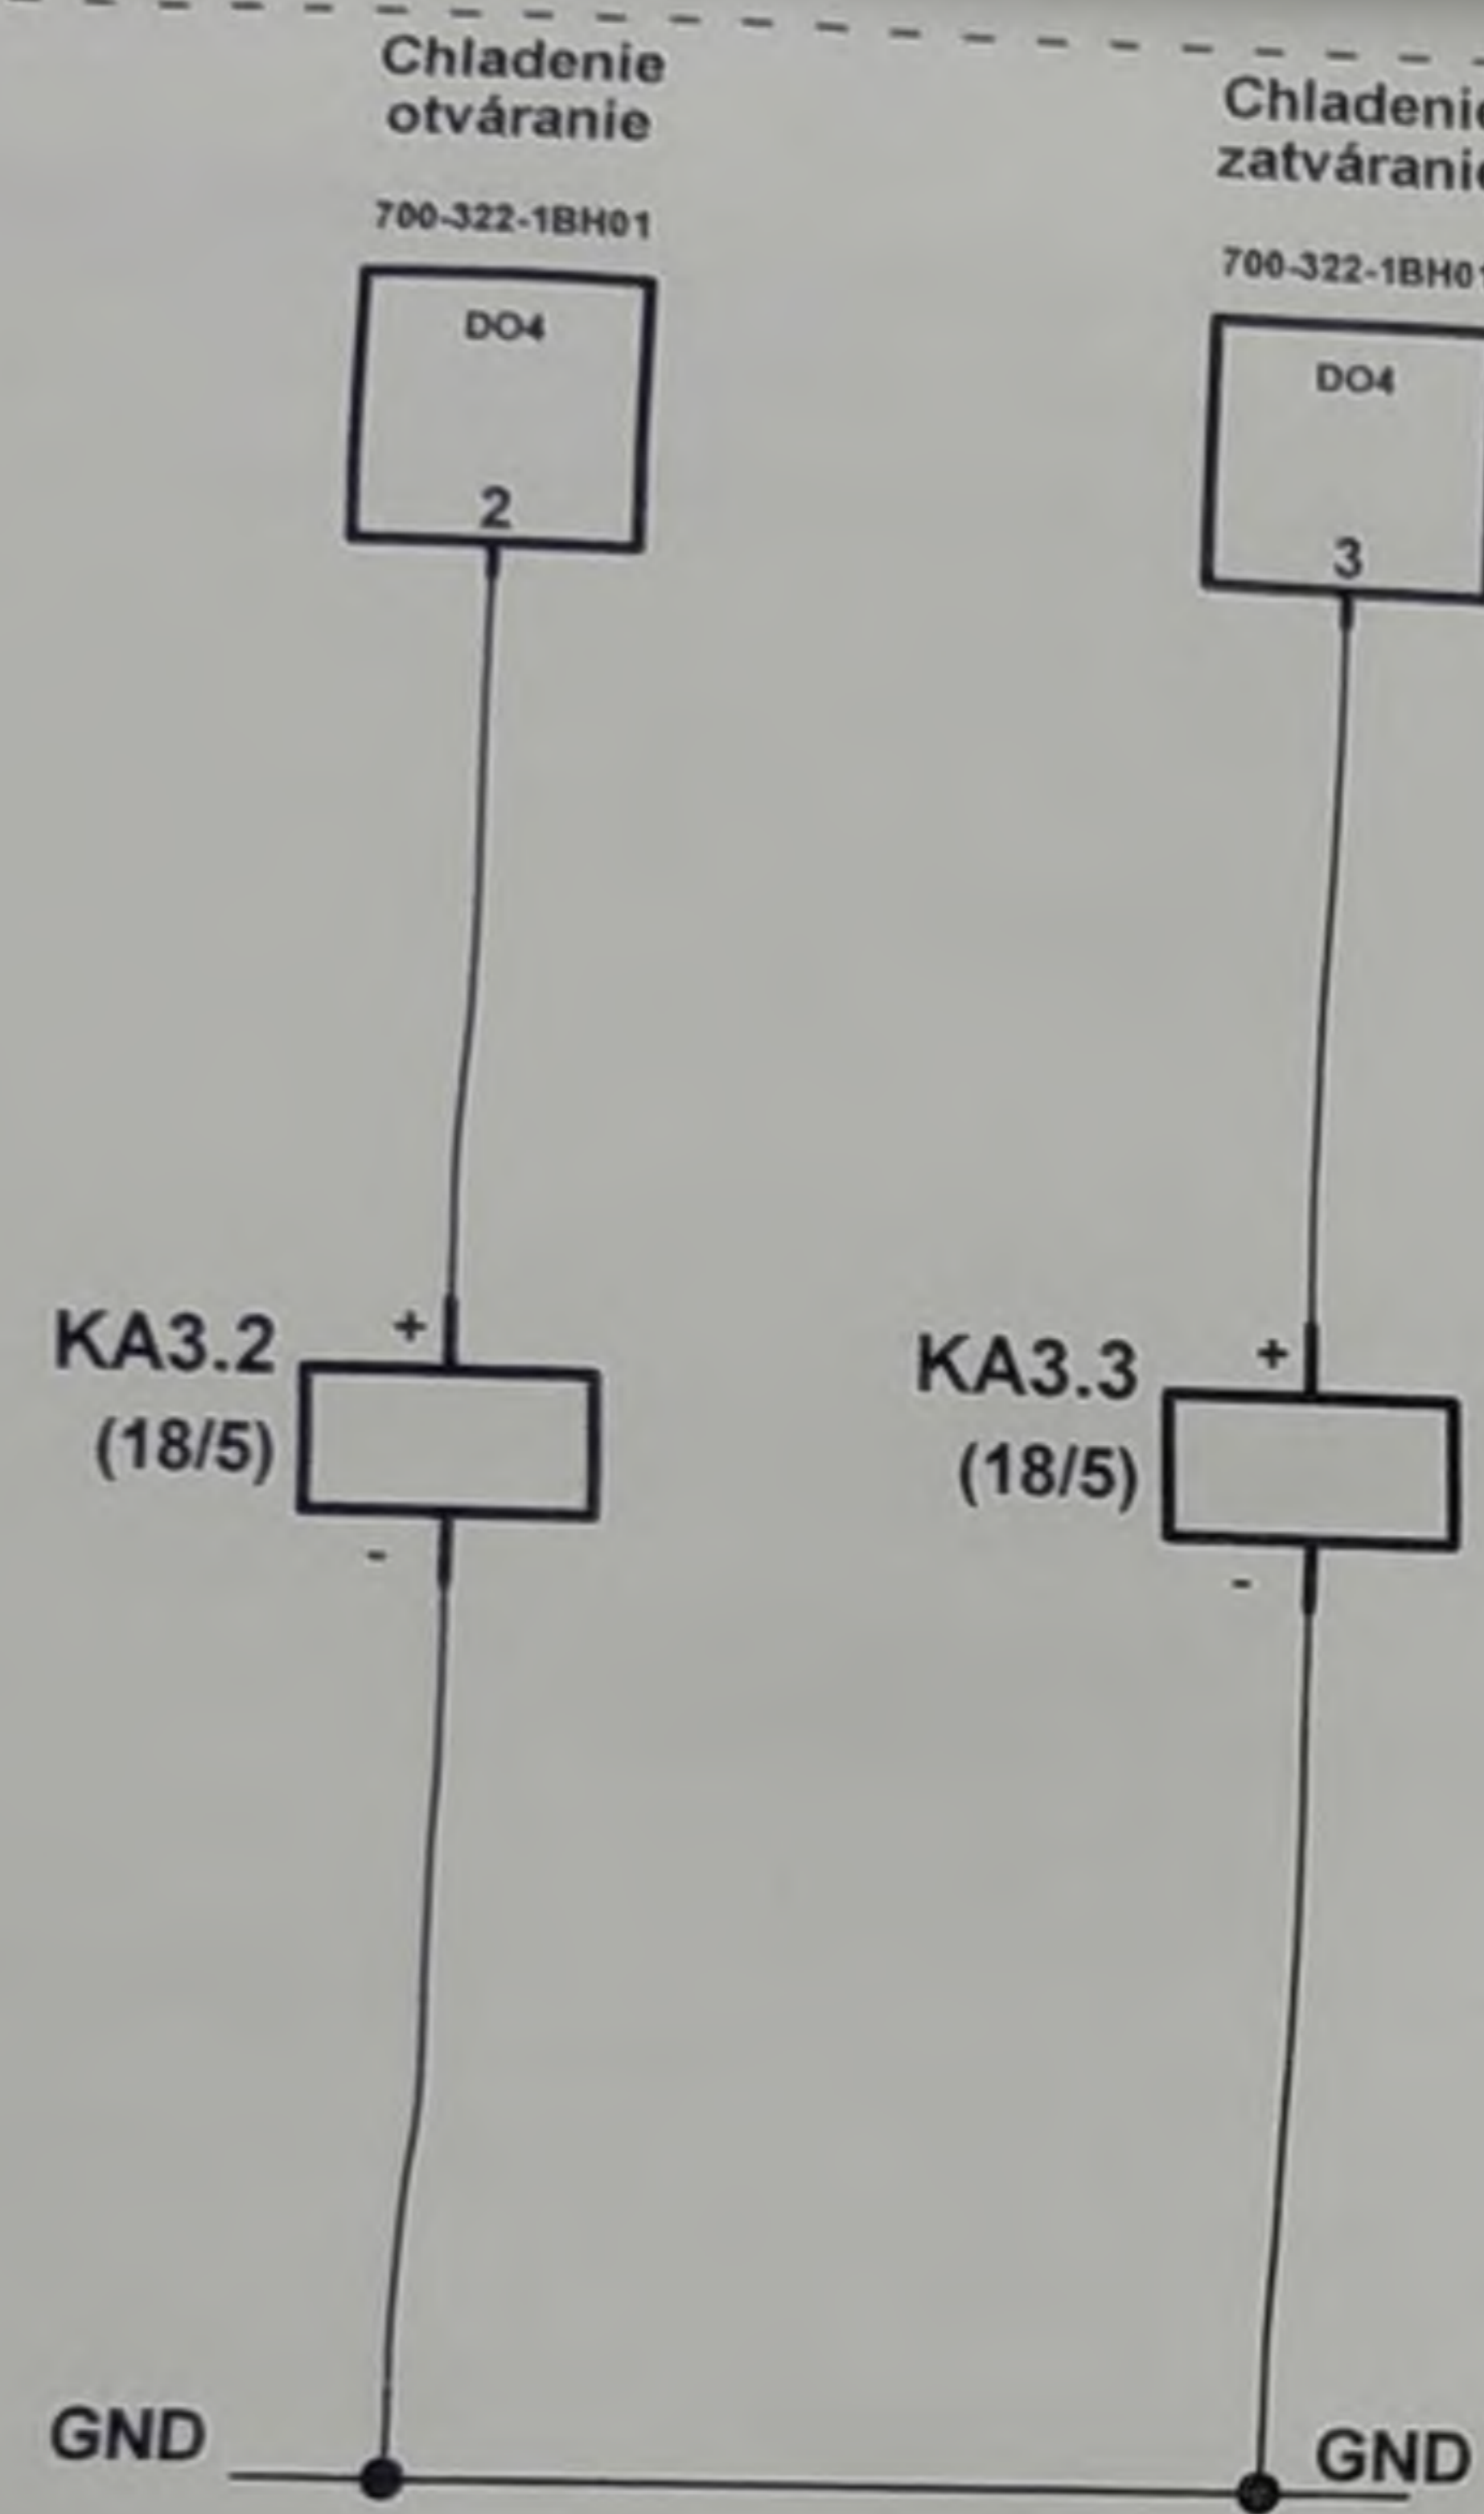 Chladenie
otváranie
700-322-1BH01
DO4
2
KA3.2
(18/5)
+
-
GND
Chladenie
zatváranie
700-322-1BH01
DO4
3
KA3.3
(18/5)
+
-
GND